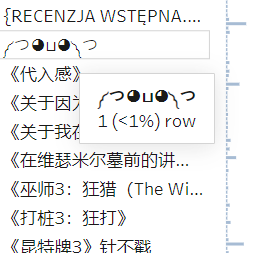 {RECENZJA WSTĘPNA....
༼つ◕⊔◕༽つ
《代入感》
《关于因为
《关于我在
《在维瑟米尔墓前的讲...
《巫师3：狂猎（The Wi...
《打桩3：狂打》
《昆特牌3》针不戳
༼つ◕⊔◕༽つ
1 (<1%) row